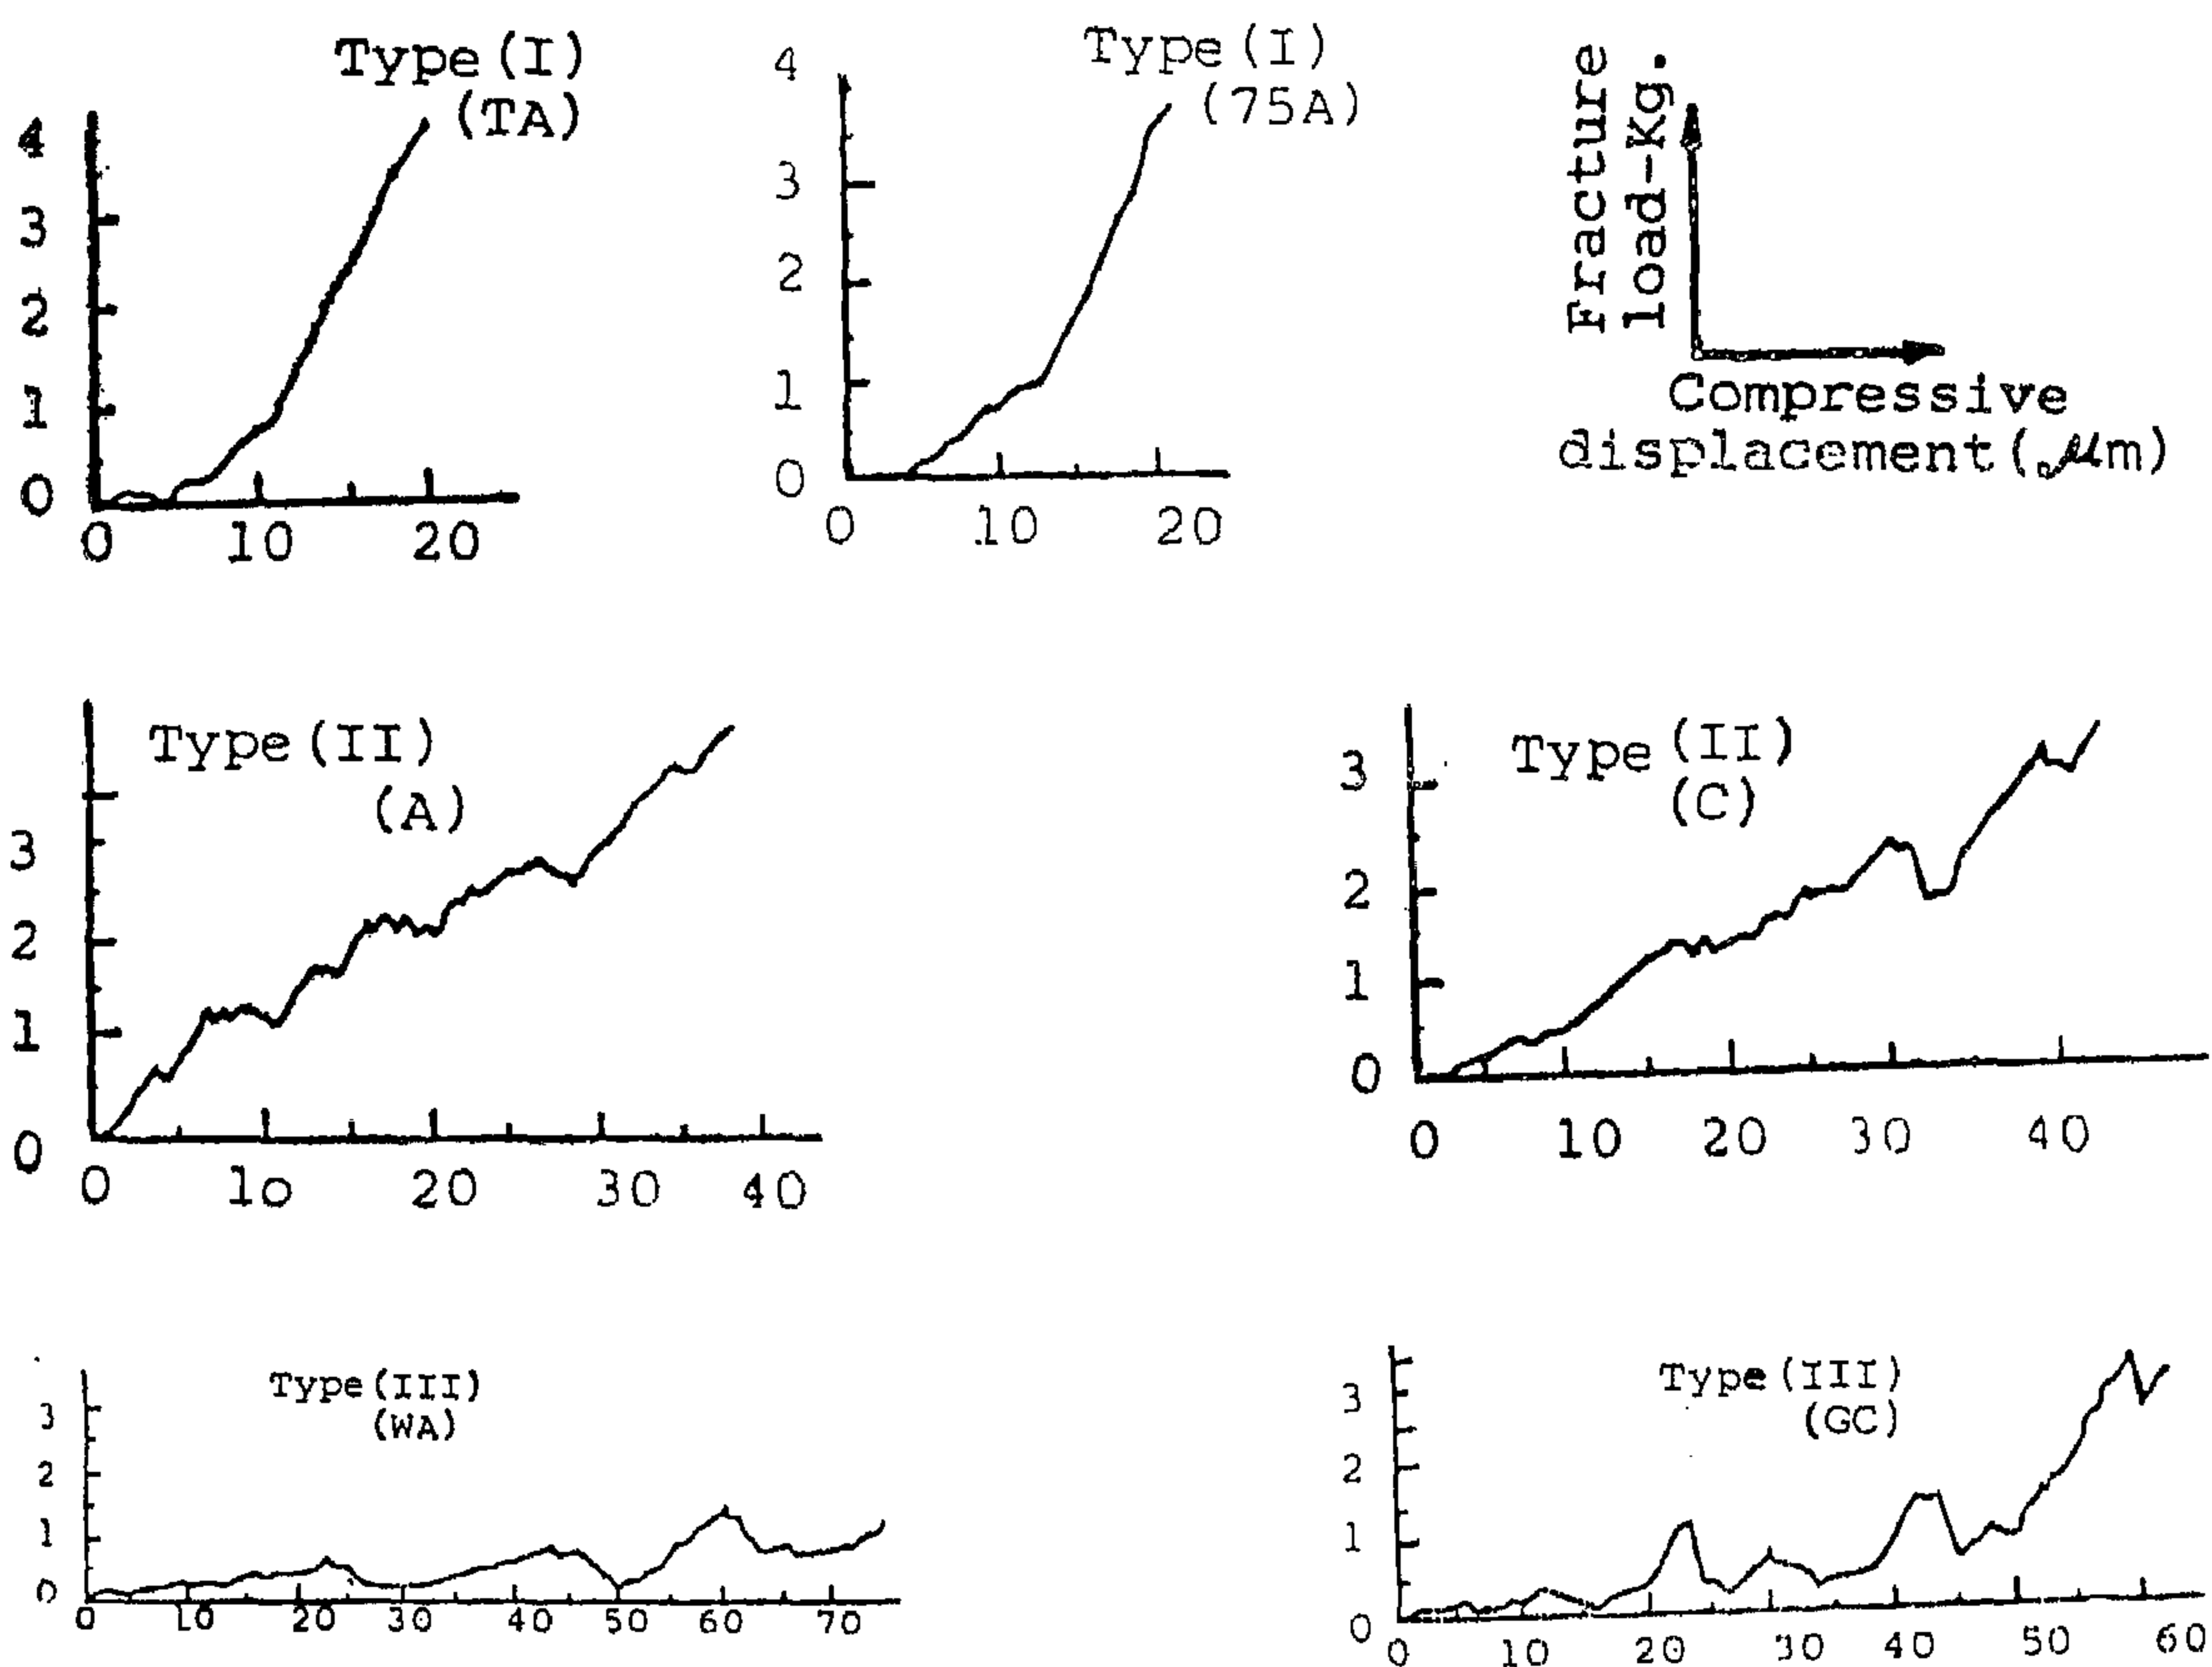 Type (I)
(TA)
4
3
2
1
0
0 10 20
Type (I)
(75A)
4
3
2
1
0
0 10 20
Fracture
load-Kg.
Compressive
displacement (μm)
Type (II)
(A)
3
2
1
0
0 10 20 30 40
Type (II)
(C)
3
2
1
0
0 10 20 30 40
Type (III)
(WA)
3
2
1
0
0 10 20 30 40 50 60 70
Type (III)
(GC)
3
2
1
0
0 10 20 30 40 50 60